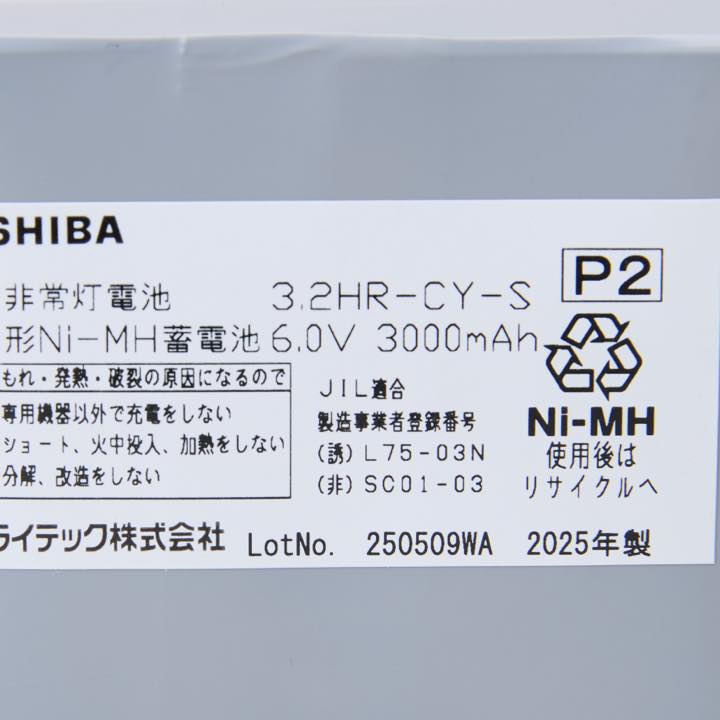 SHIBA
非常灯電池 3.2HR-CY-S P2
形Ni-MH蓄電池 6.0V 3000mAh
もれ・発熱・破裂の原因になるので
専用機器以外で充電をしない
ショート、火中投入、加熱をしない
分解、改造をしない
JIL適合
製造事業者登録番号
(誘) L75-03N
(非) SC01-03
Ni-MH
使用後は
リサイクルへ
ライテック株式会社 LotNo. 250509WA 2025年製